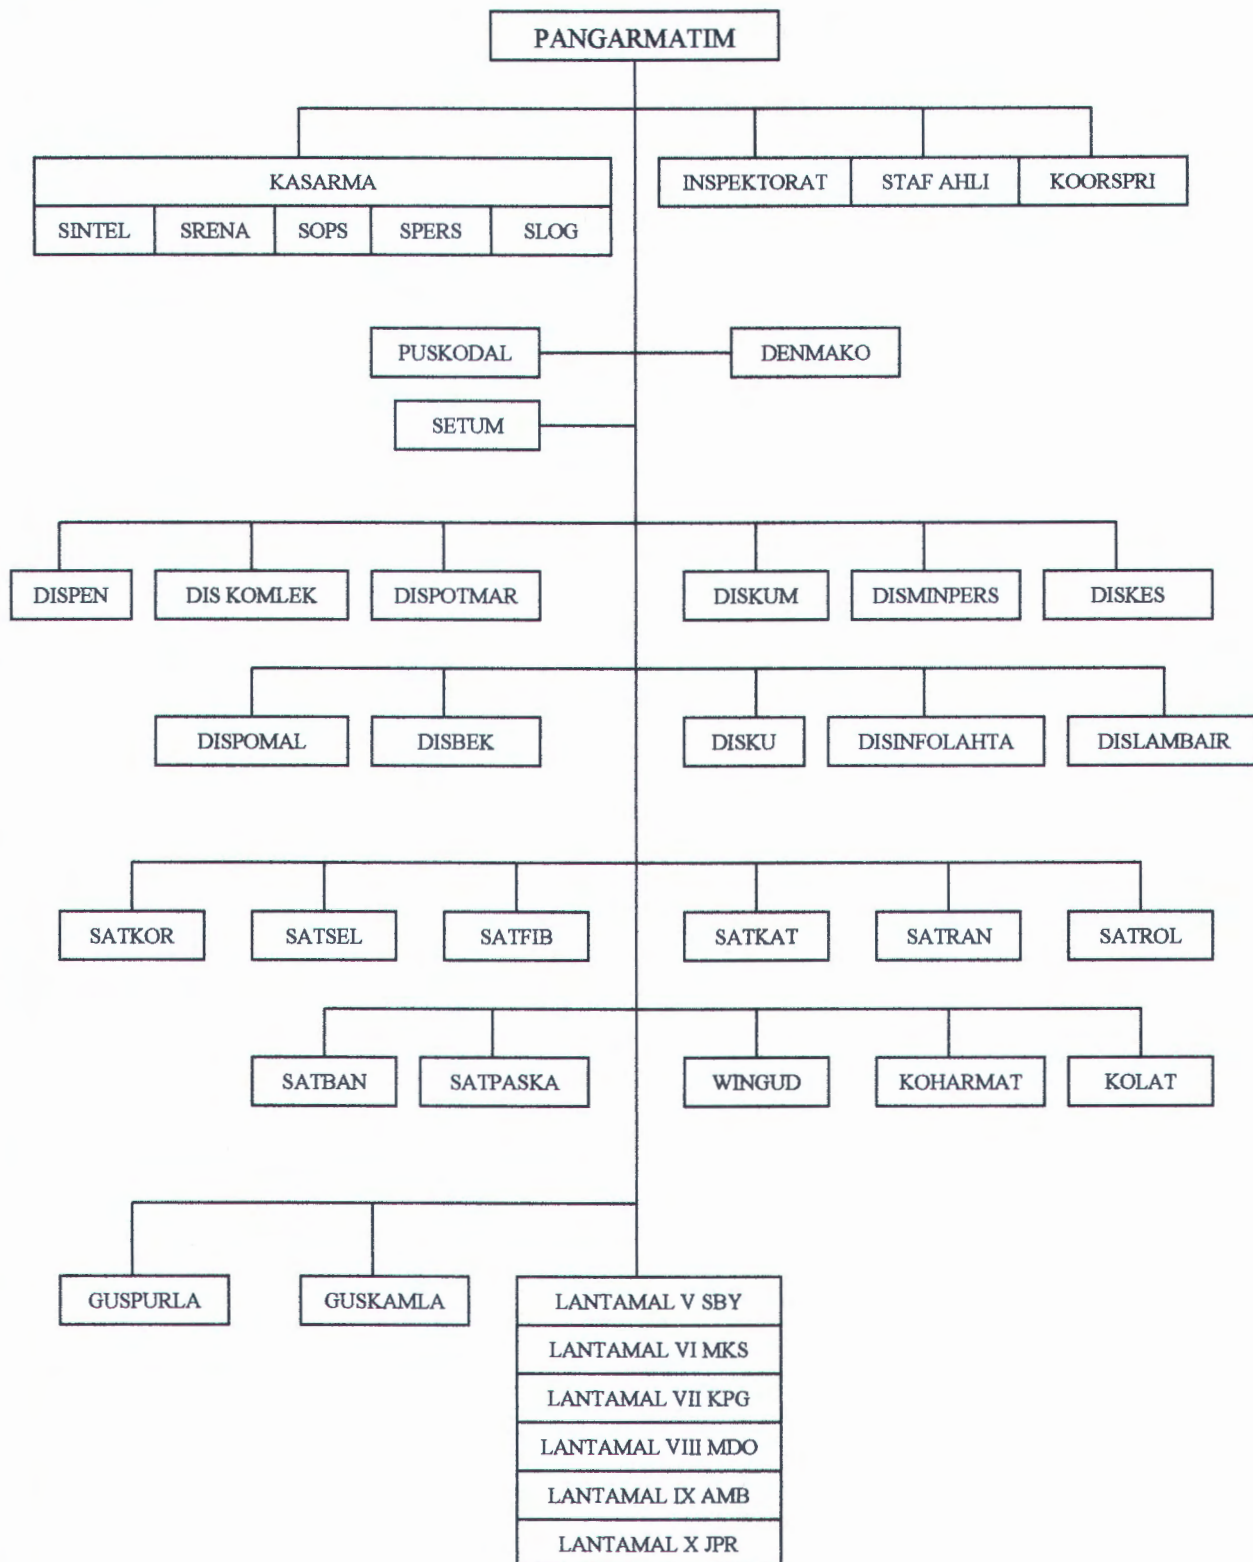 PANGARMATIM
KASARMA
INSPEKTORAT STAF AHLI KOORSPRI
SINTEL SRENA SOPS SPERS SLOG
PUSKODAL DENMAKO
SETUM
DISPEN DIS KOMLEK DISPOTMAR DISKUM DISMINPERS DISKES
DISPOMAL DISBEK DISKU DISINFOLAHTA DISLAMBAIR
SATKOR SATSEL SATFIB SATKAT SATRAN SATROL
SATBAN SATPASKA WINGUD KOHARMAT KOLAT
GUSPURLA GUSKAMLA LANTAMAL V SBY
LANTAMAL VI MKS
LANTAMAL VII KPG
LANTAMAL VIII MDO
LANTAMAL IX AMB
LANTAMAL X JPR